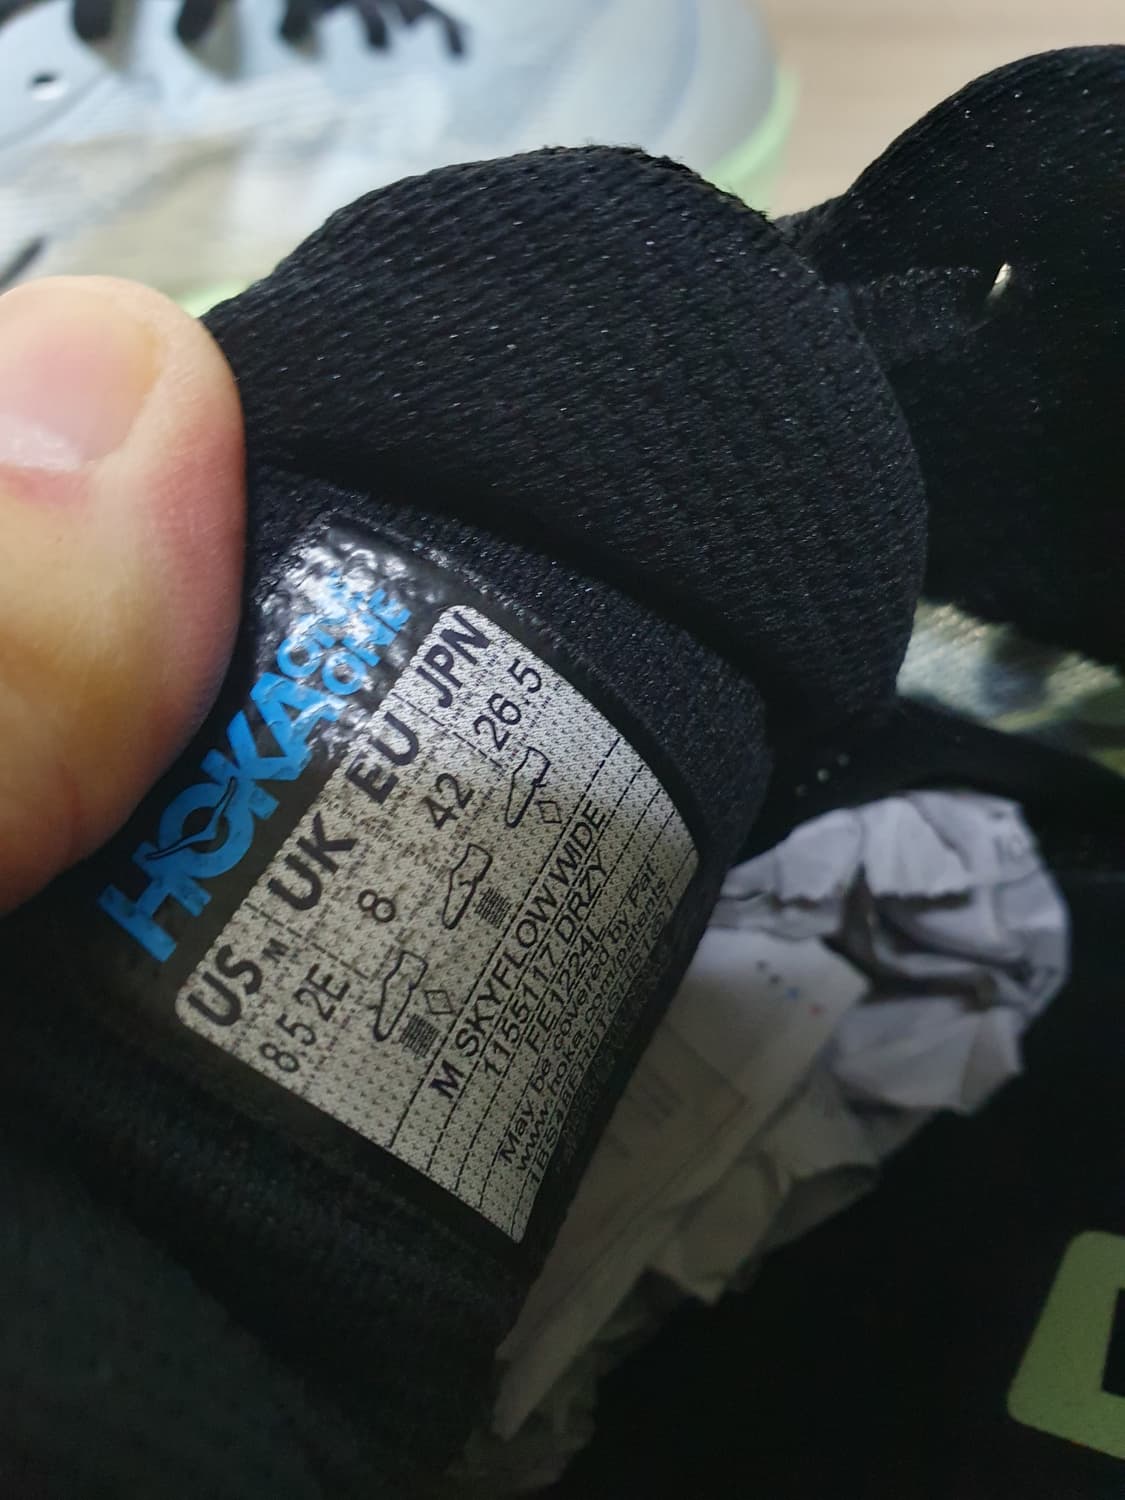 HOKA ONE ONE
US M UK EU JPN
8.5 2E 8 42 26.5
M SKYFLOW WIDE
1155117 DRZY
FE1224I
May be covered by Pat.
www.hoka.com/patents